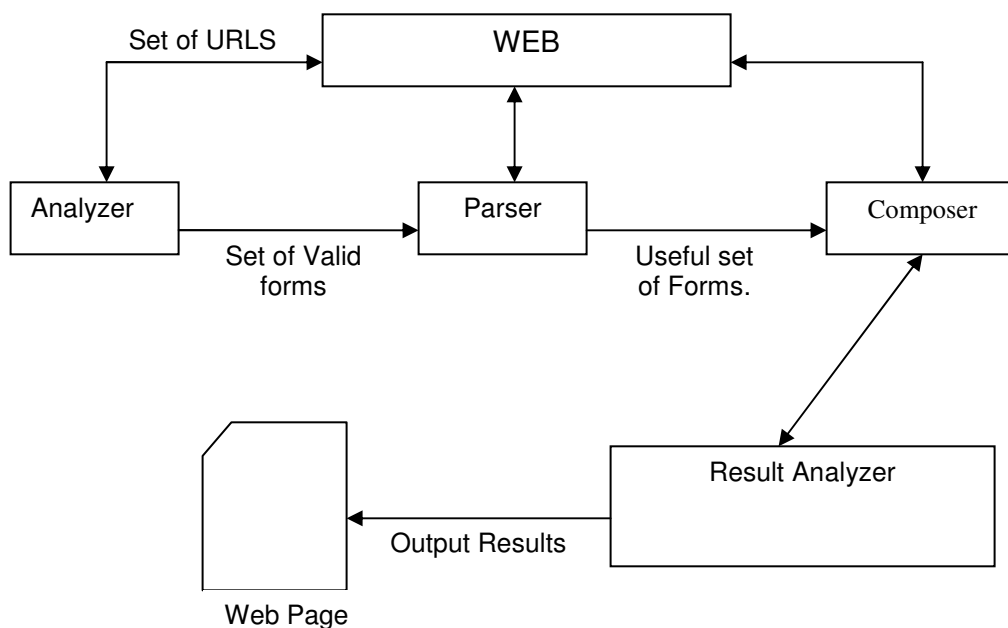 Set of URLS
WEB
Analyzer
Parser
Composer
Set of Valid
forms
Useful set
of Forms.
Result Analyzer
Output Results
Web Page